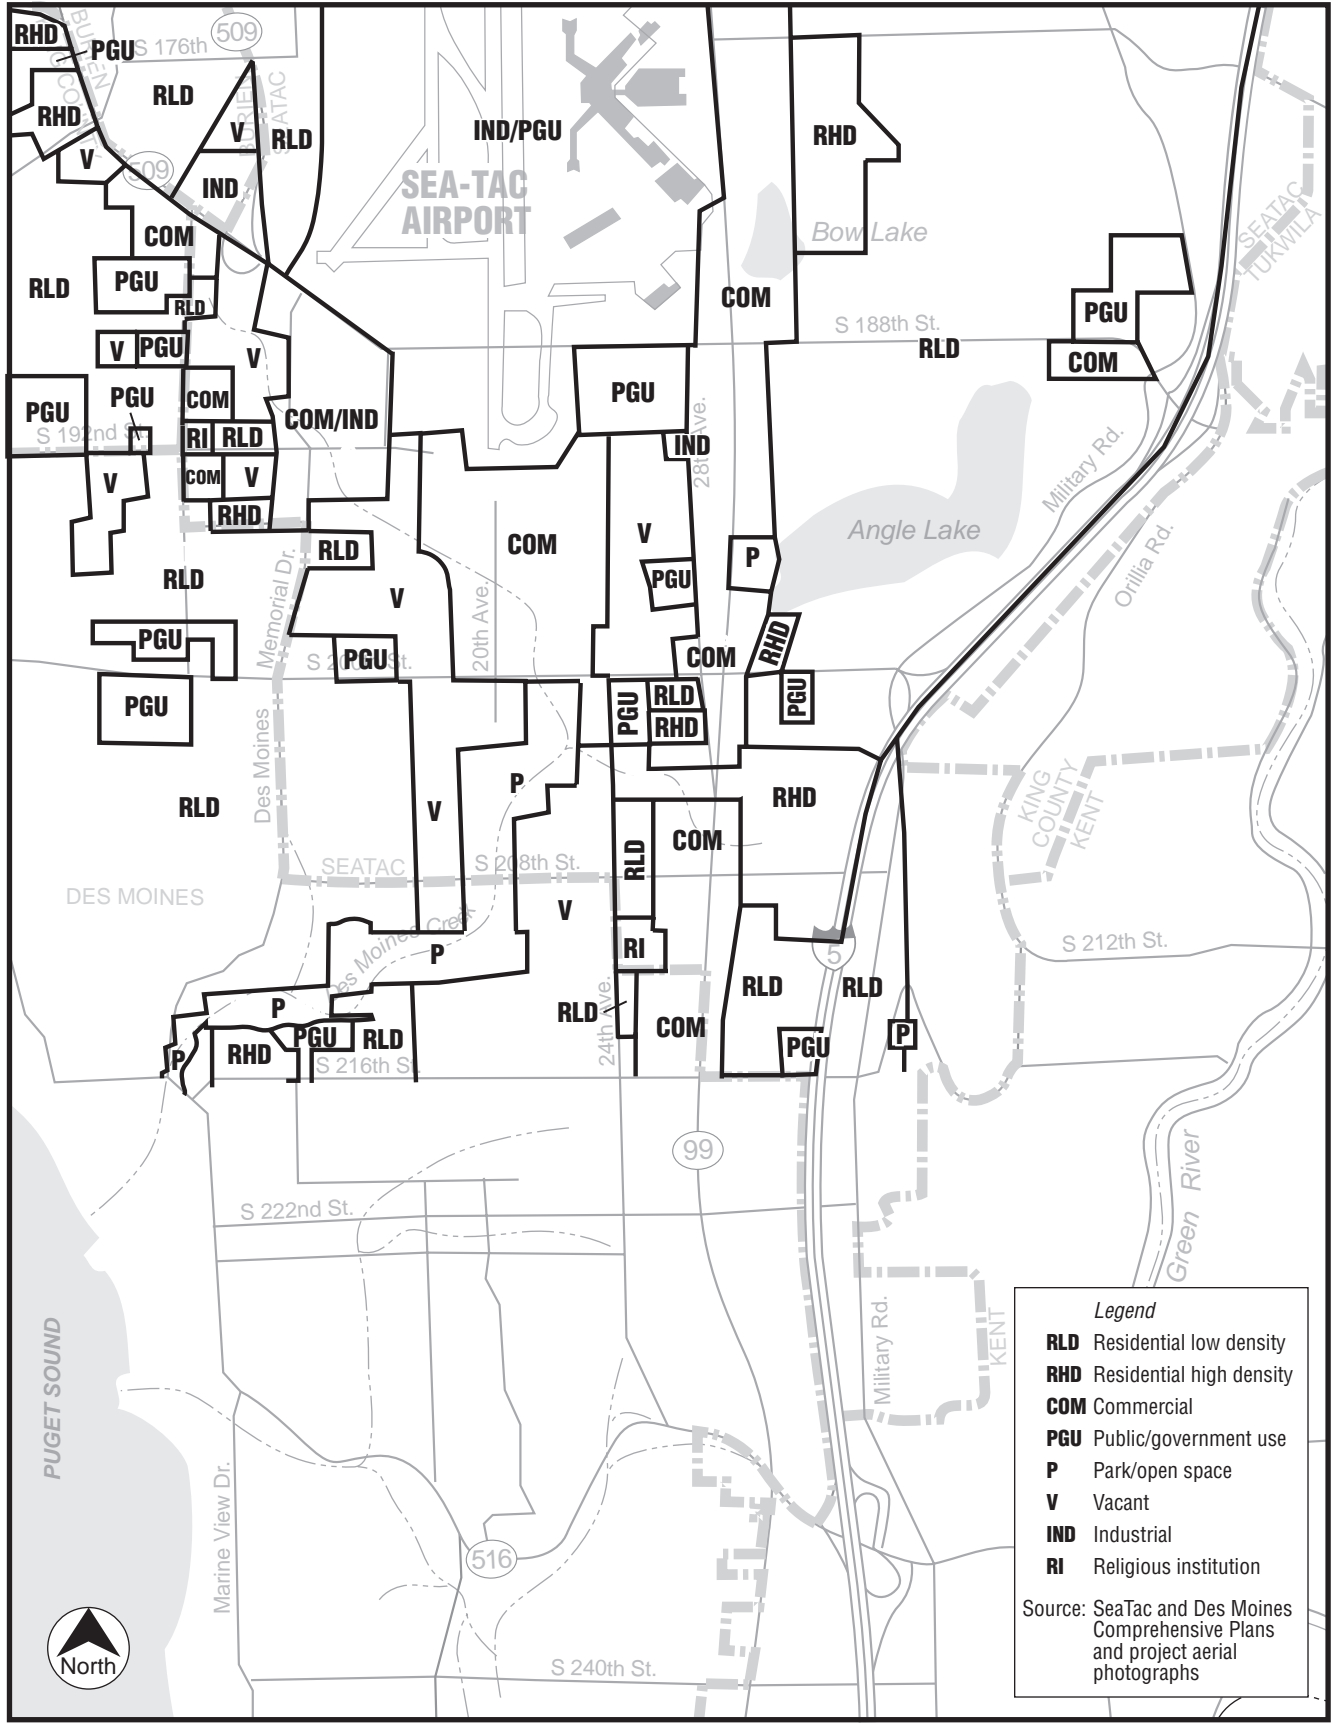 RHD
BURIEN
509
PGU
S 176th
KING COUNTY
RLD
BURIEN
SEATAC
V
RLD
IND/PGU
RHD
RHD
V
509
IND
SEA-TAC
AIRPORT
SEATAC
TUKWILA
COM
Bow Lake
RLD
PGU
RLD
COM
PGU
S 188th St.
RLD
COM
V
PGU
V
PGU
PGU
COM
COM/IND
PGU
28th Ave.
S 192nd St.
RI
RLD
IND
Military Rd.
V
COM
V
RHD
COM
V
Angle Lake
RLD
P
Orillia Rd.
RLD
Memorial Dr.
V
20th Ave.
PGU
PGU
S 200th St.
PGU
COM
RHD
PGU
PGU
RLD
PGU
RHD
Des Moines
RLD
V
P
RHD
KING
COUNTY
KENT
RLD
COM
SEATAC
S 208th St.
DES MOINES
V
Des Moines Creek
P
RI
5
S 212th St.
P
RLD
24th Ave.
COM
RLD
RLD
P
RHD
PGU
RLD
S 216th St.
PGU
P
99
Green River
S 222nd St.
PUGET SOUND
Military Rd.
KENT
Marine View Dr.
516
S 240th St.
North
Legend
RLD Residential low density
RHD Residential high density
COM Commercial
PGU Public/government use
P Park/open space
V Vacant
IND Industrial
RI Religious institution
Source: SeaTac and Des Moines
Comprehensive Plans
and project aerial
photographs